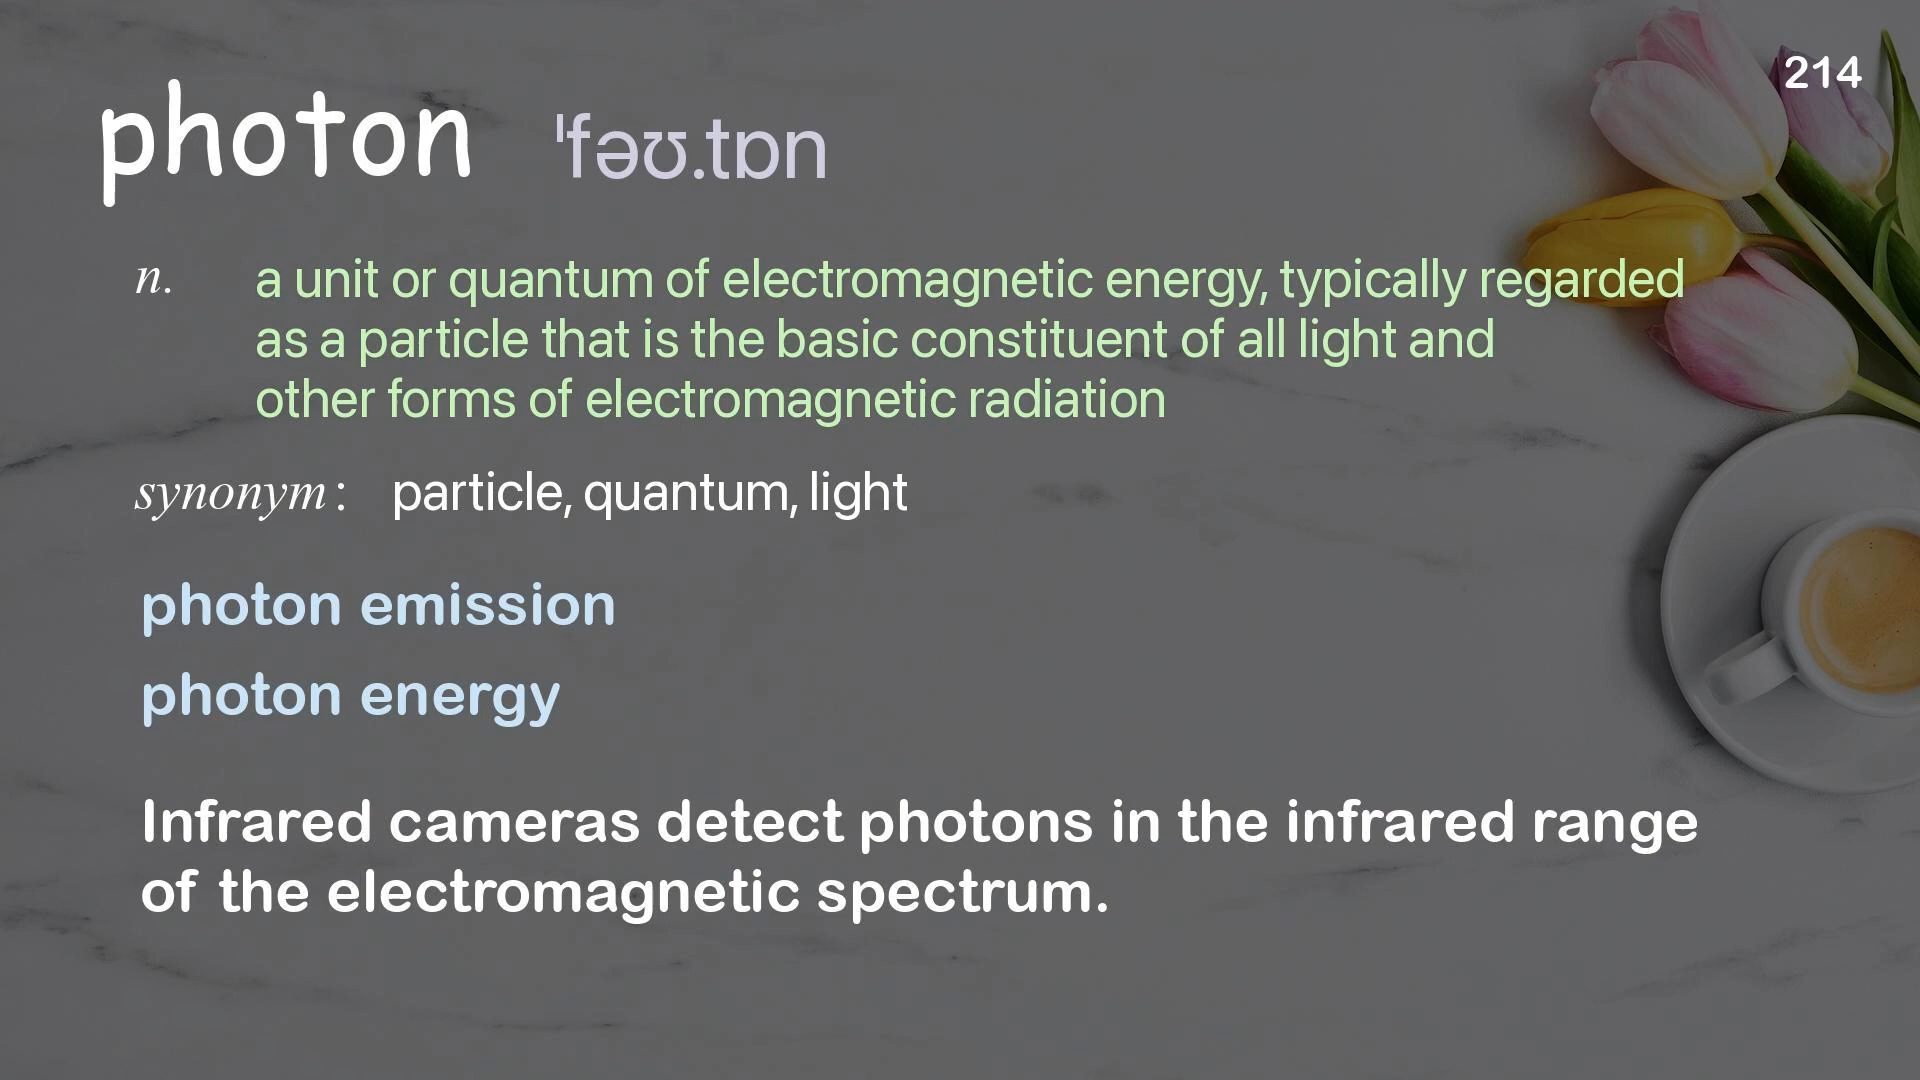 214
photon ˈfəʊ.tɒn
n. a unit or quantum of electromagnetic energy, typically regarded
as a particle that is the basic constituent of all light and
other forms of electromagnetic radiation
synonym: particle, quantum, light
photon emission
photon energy
Infrared cameras detect photons in the infrared range
of the electromagnetic spectrum.